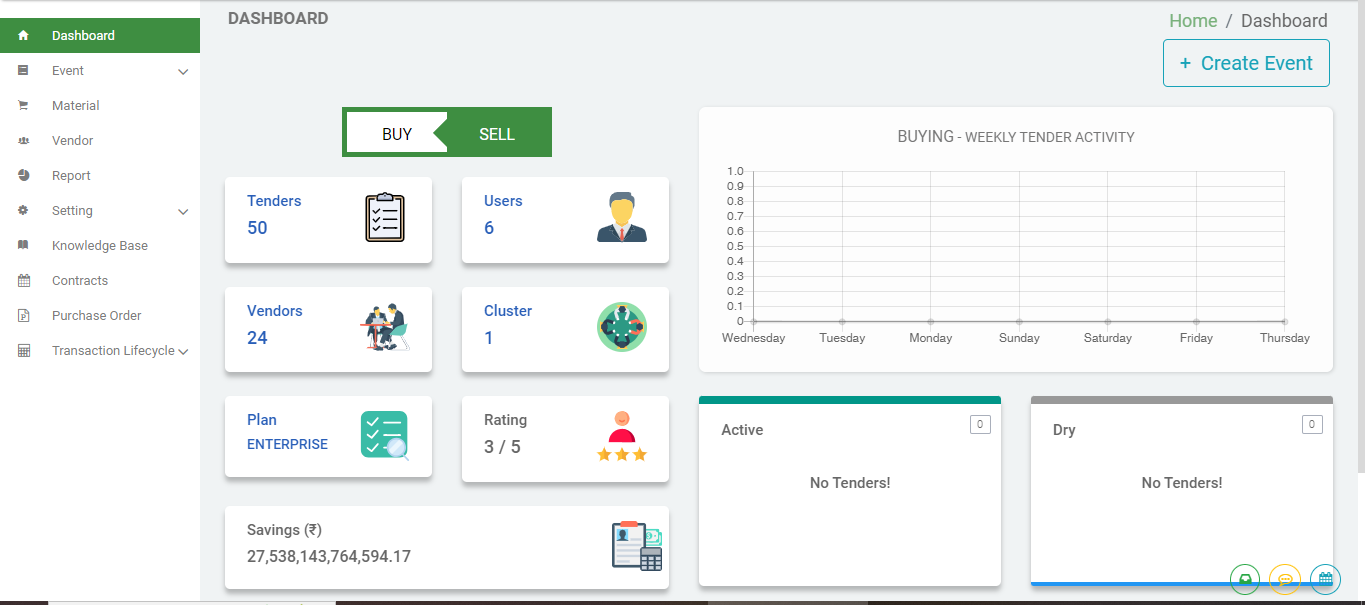 DASHBOARD
Home / Dashboard
+ Create Event
Dashboard
Event
Material
Vendor
Report
Setting
Knowledge Base
Contracts
Purchase Order
Transaction Lifecycle
BUY
SELL
Tenders
50
Users
6
Vendors
24
Cluster
1
Plan
ENTERPRISE
Rating
3 / 5
Savings (₹)
27,538,143,764,594.17
BUYING - WEEKLY TENDER ACTIVITY
1.0
0.9
0.8
0.7
0.6
0.5
0.4
0.3
0.2
0.1
0
Wednesday Tuesday Monday Sunday Saturday Friday Thursday
Active
0
No Tenders!
Dry
0
No Tenders!